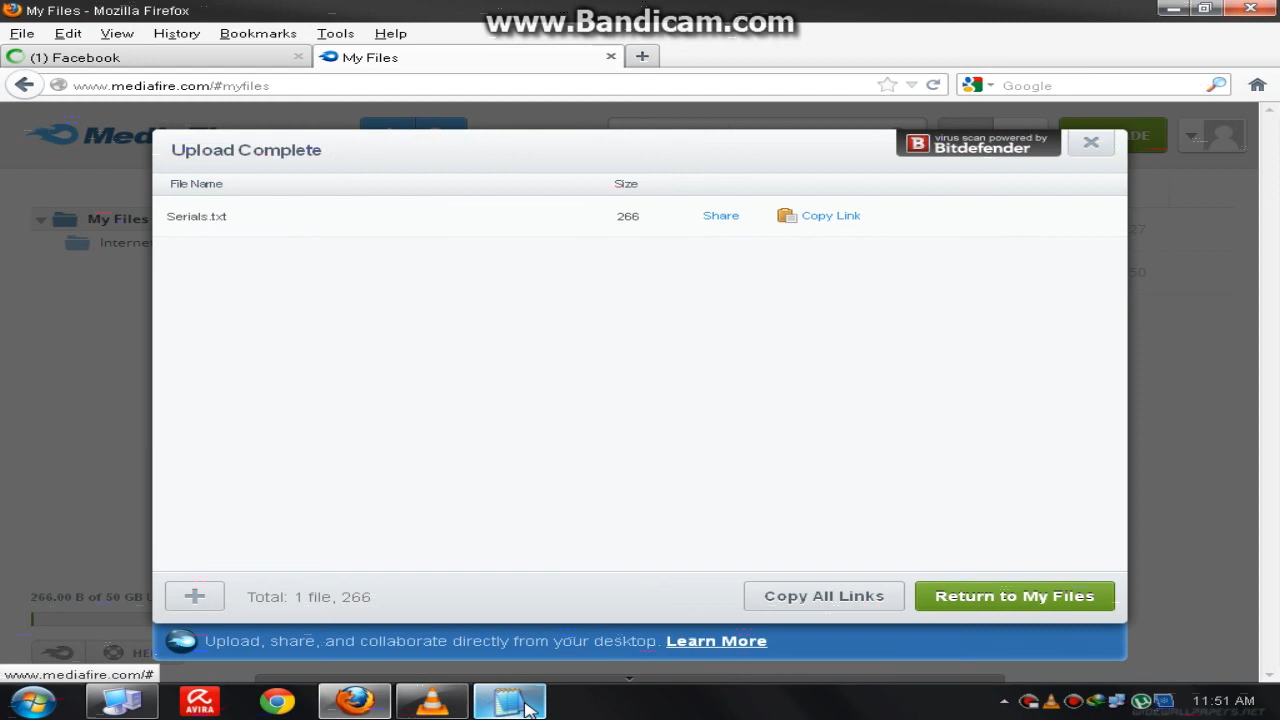 My Files - Mozilla Firefox
www.Bandicam.com
File Edit View History Bookmarks Tools Help
(1) Facebook
My Files
www.mediafire.com/#myfiles
Google
Upload Complete
virus scan powered by
Bitdefender
File Name Size
Serials.txt 266 Share Copy Link
My Files
Total: 1 file, 266
Copy All Links
Return to My Files
266.00 B of 50 GB
Upload, share, and collaborate directly from your desktop. Learn More
www.mediafire.com/#
11:51 AM